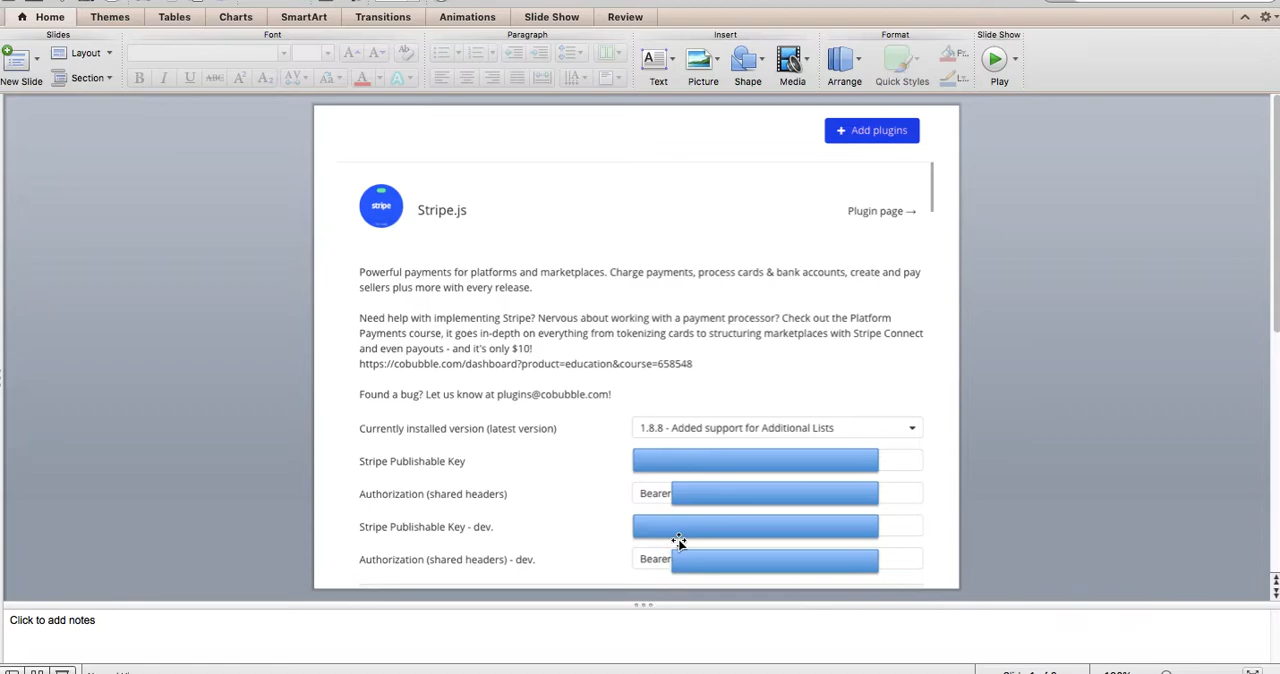 Home Themes Tables Charts SmartArt Transitions Animations Slide Show Review
Slides Font Paragraph Insert Format Slide Show
Layout
Section
New Slide
B I U ABC A² A₂ AV Aa A A
Text Picture Shape Media Arrange Quick Styles Play
+ Add plugins
stripe
Stripe.js
Plugin page →
Powerful payments for platforms and marketplaces. Charge payments, process cards & bank accounts, create and pay
sellers plus more with every release.
Need help with implementing Stripe? Nervous about working with a payment processor? Check out the Platform
Payments course, it goes in-depth on everything from tokenizing cards to structuring marketplaces with Stripe Connect
and even payouts - and it's only $10!
https://cobubble.com/dashboard?product=education&course=658548
Found a bug? Let us know at plugins@cobubble.com!
Currently installed version (latest version) 1.8.8 - Added support for Additional Lists
Stripe Publishable Key
Authorization (shared headers) Bearer
Stripe Publishable Key - dev.
Authorization (shared headers) - dev. Bearer
Click to add notes